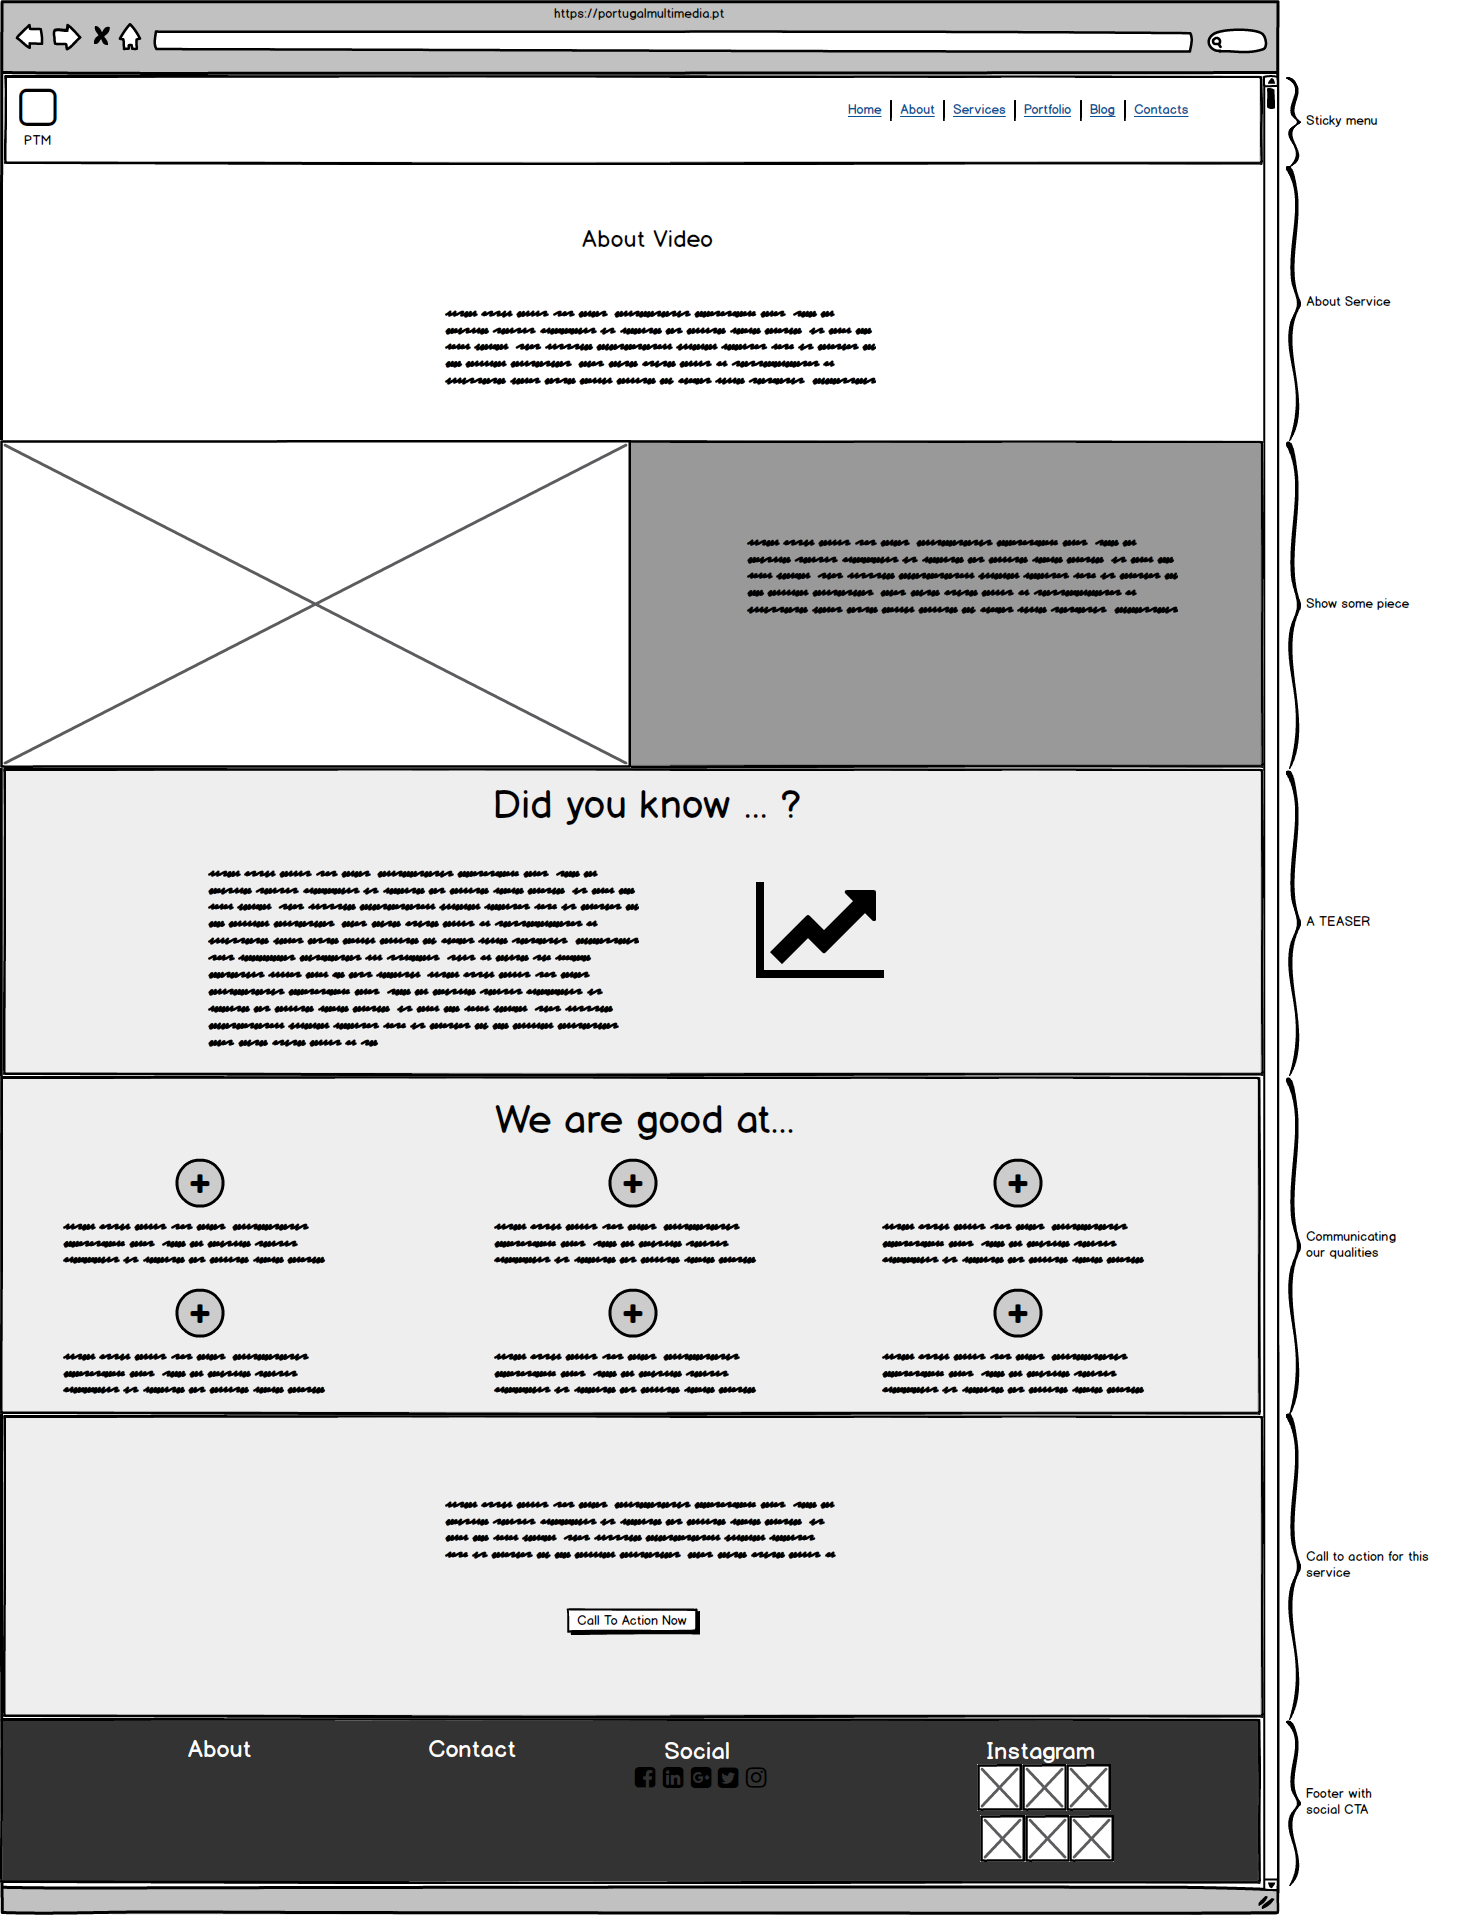 https://portugalmultimedia.pt
PTM
Home
About
Services
Portfolio
Blog
Contacts
Sticky menu
About Video
About Service
Show some piece
Did you know ... ?
A TEASER
We are good at...
Communicating
our qualities
Call to action for this
service
Call To Action Now
About
Contact
Social
Instagram
Footer with
social CTA